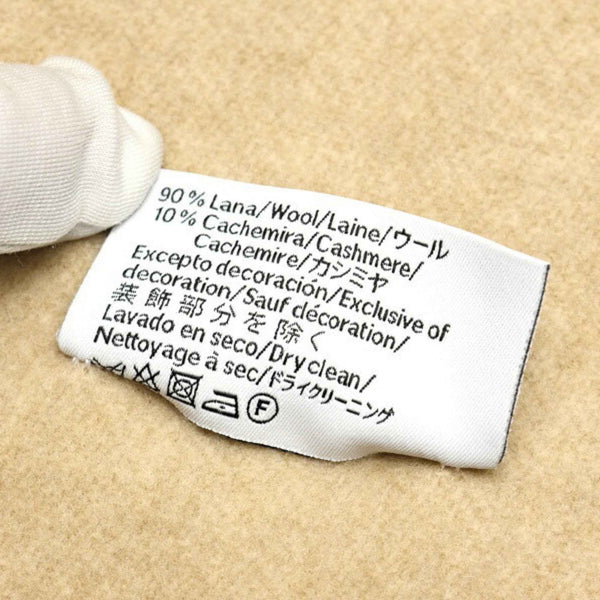 90% Lana/Wool/Laine/ウール
10% Cachemira/Cashmere/
Cachemire/カシミヤ
Excepto decoración/Exclusive of
decoration/Sauf décoration/
装飾部分を除く
Lavado en seco/Dry clean/
Nettoyage à sec/ドライクリーニング
F